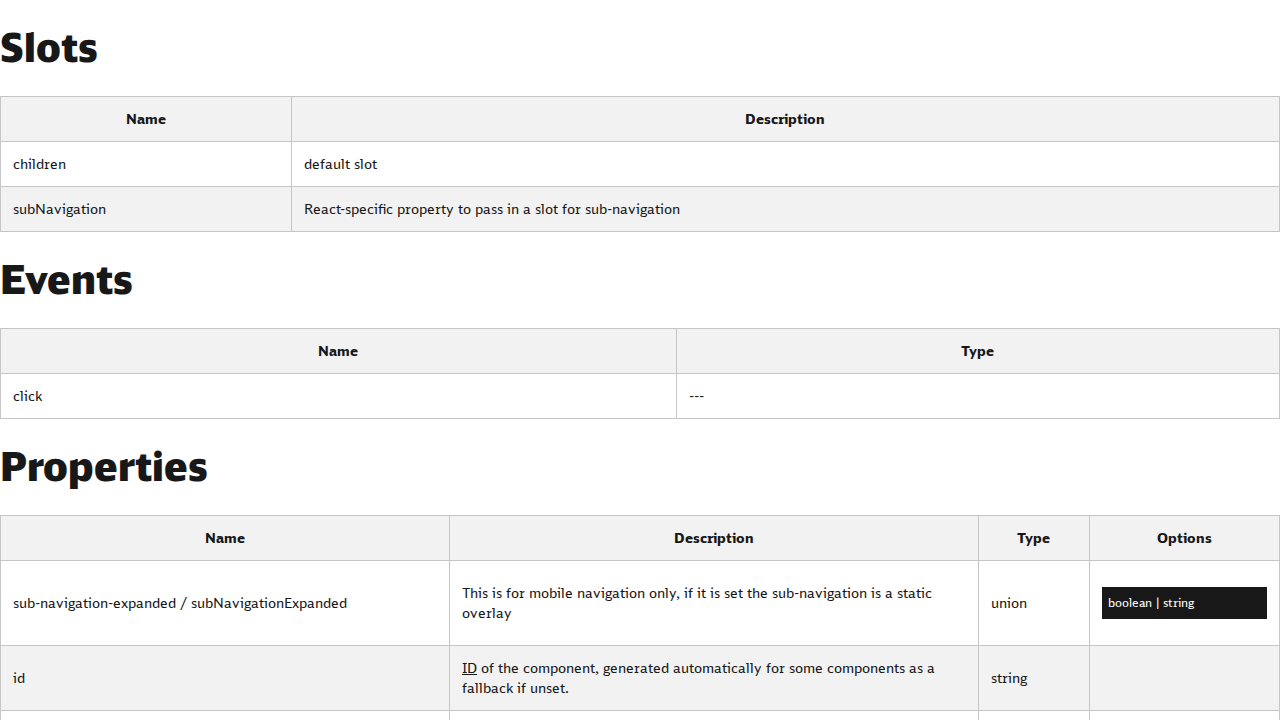 Slots
Name Description
children default slot
subNavigation React-specific property to pass in a slot for sub-navigation
Events
Name Type
click ---
Properties
Name Description Type Options
sub-navigation-expanded / subNavigationExpanded This is for mobile navigation only, if it is set the sub-navigation is a static overlay union boolean | string
id ID of the component, generated automatically for some components as a fallback if unset. string